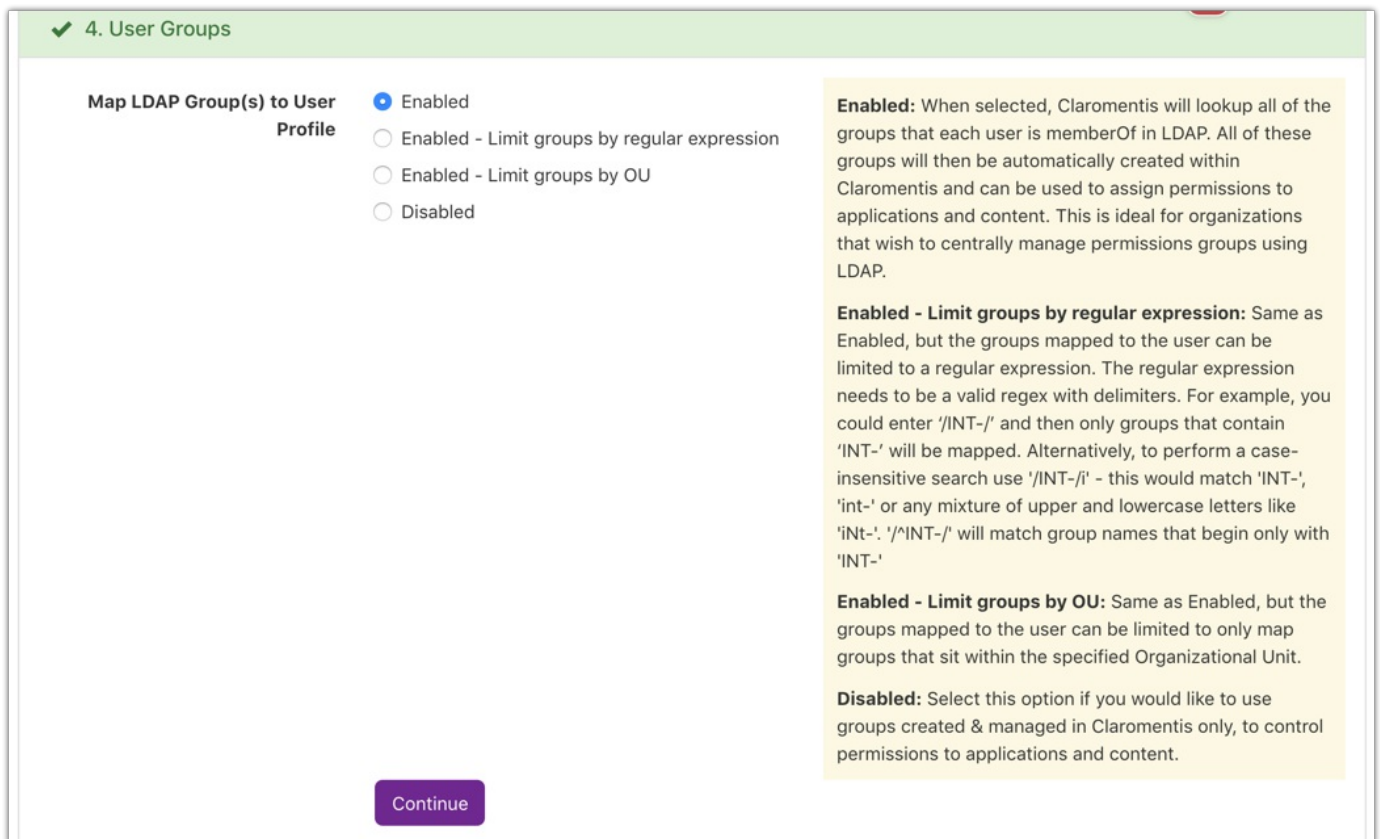 4. User Groups
Map LDAP Group(s) to User
Profile
Enabled
Enabled - Limit groups by regular expression
Enabled - Limit groups by OU
Disabled
Enabled: When selected, Claromentis will lookup all of the
groups that each user is memberOf in LDAP. All of these
groups will then be automatically created within
Claromentis and can be used to assign permissions to
applications and content. This is ideal for organizations
that wish to centrally manage permissions groups using
LDAP.
Enabled - Limit groups by regular expression: Same as
Enabled, but the groups mapped to the user can be
limited to a regular expression. The regular expression
needs to be a valid regex with delimiters. For example, you
could enter ‘/INT-/’ and then only groups that contain
‘INT-’ will be mapped. Alternatively, to perform a case-
insensitive search use '/INT-/i' - this would match 'INT-',
'int-' or any mixture of upper and lowercase letters like
'iNt-'. '/^INT-/' will match group names that begin only with
'INT-'
Enabled - Limit groups by OU: Same as Enabled, but the
groups mapped to the user can be limited to only map
groups that sit within the specified Organizational Unit.
Disabled: Select this option if you would like to use
groups created & managed in Claromentis only, to control
permissions to applications and content.
Continue